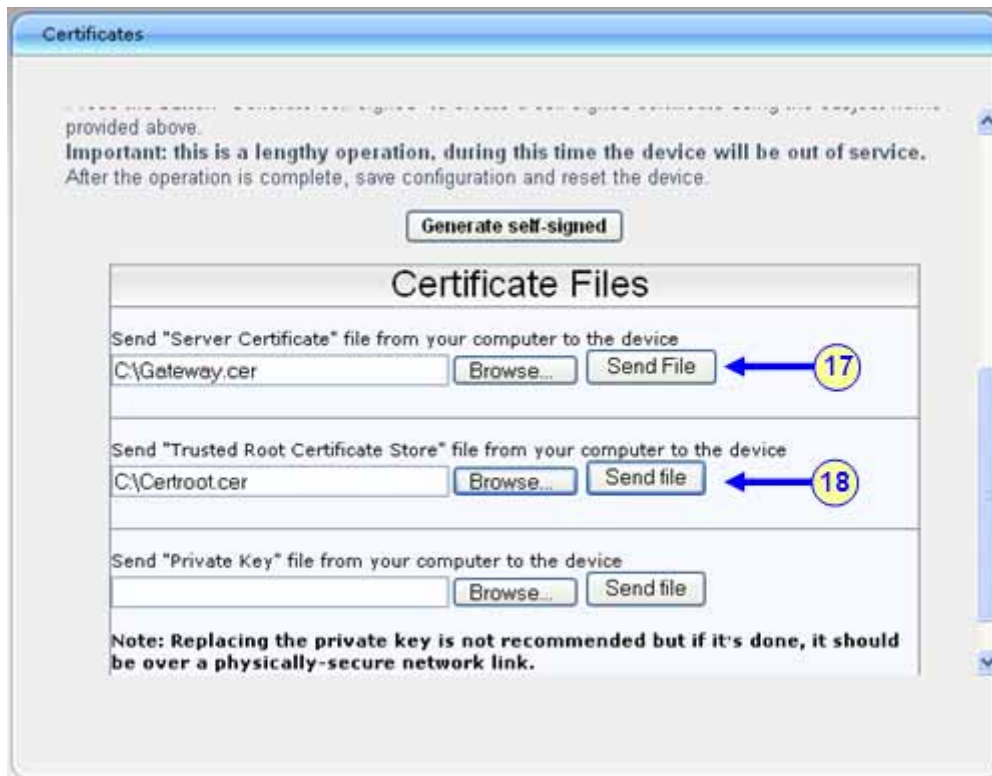 Certificates
provided above.
Important: this is a lengthy operation, during this time the device will be out of service.
After the operation is complete, save configuration and reset the device.
Generate self-signed
Certificate Files
Send "Server Certificate" file from your computer to the device
C:\Gateway.cer Browse... Send File 17
Send "Trusted Root Certificate Store" file from your computer to the device
C:\Certroot.cer Browse... Send file 18
Send "Private Key" file from your computer to the device
Browse... Send file
Note: Replacing the private key is not recommended but if it's done, it should
be over a physically-secure network link.